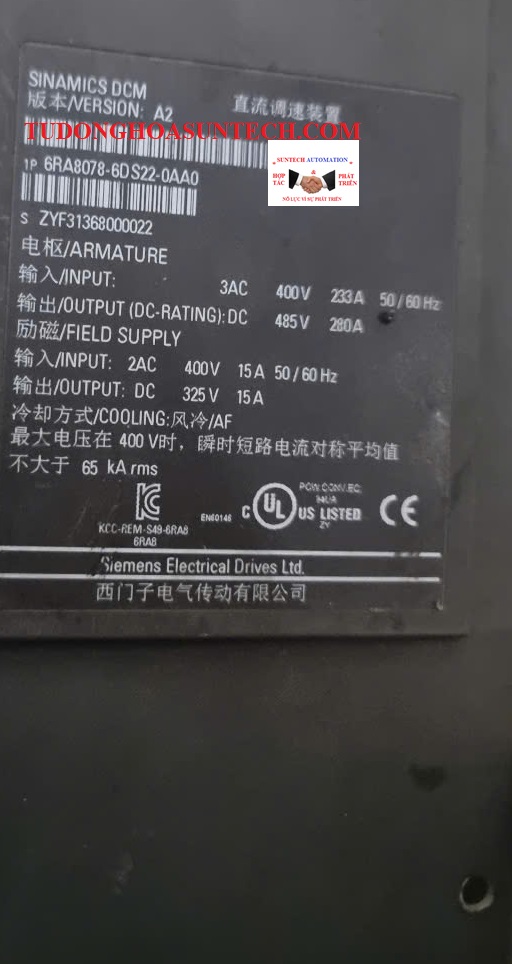 SINAMICS DCM 直流调速装置
版本/VERSION: A2
TUDONGHOASUNTECH.COM
SUNTECH AUTOMATION
HỢP TÁC PHÁT TRIỂN
NỖ LỰC VÌ SỰ PHÁT TRIỂN
1P 6RA8078-6DS22-0AA0
S ZYF31368000022
电枢/ARMATURE
输入/INPUT: 3AC 400V 233A 50/60Hz
输出/OUTPUT (DC-RATING): DC 485V 280A
励磁/FIELD SUPPLY
输入/INPUT: 2AC 400V 15A 50/60Hz
输出/OUTPUT: DC 325V 15A
冷却方式/COOLING:风冷/AF
最大电压在 400V时，瞬时短路电流对称平均值
不大于 65 kA rms
KCC-REM-S49-6RA8
6RA8
EN60146
C UL US LISTED
CE
Siemens Electrical Drives Ltd.
西门子电气传动有限公司